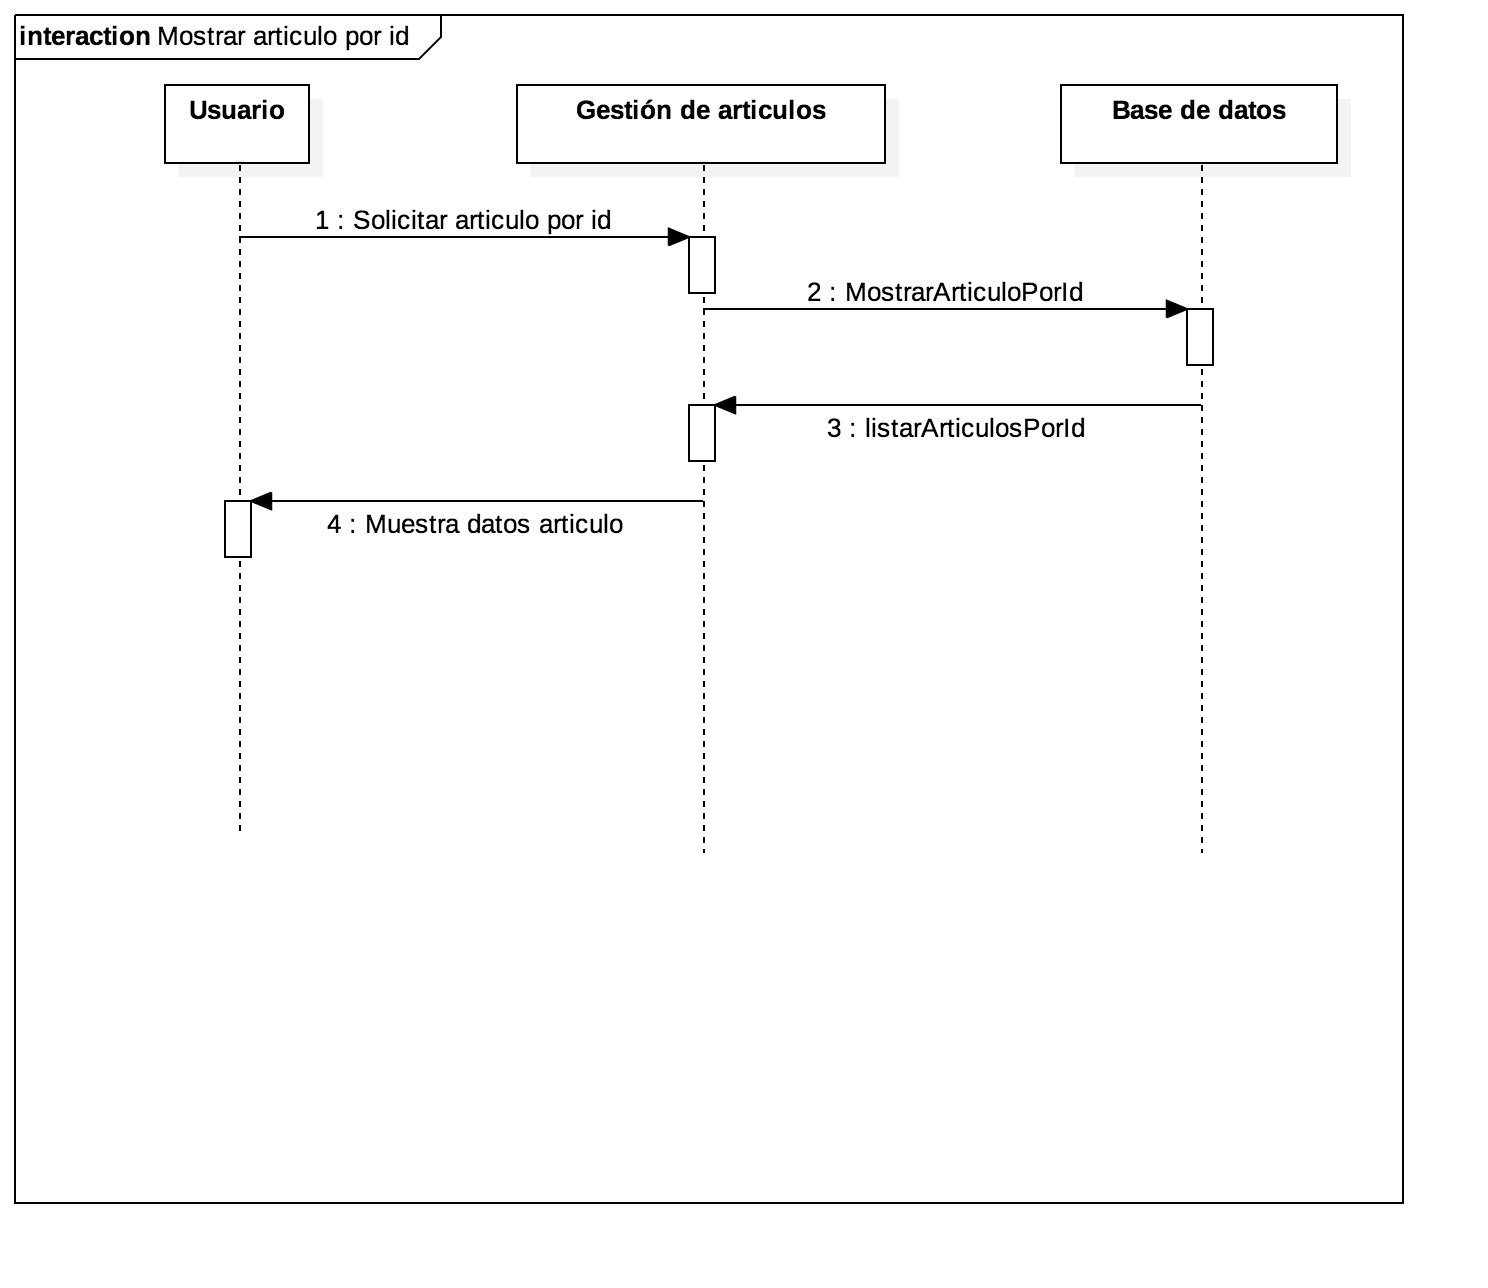 interaction Mostrar articulo por id
Usuario
Gestión de articulos
Base de datos
1 : Solicitar articulo por id
2 : MostrarArticuloPorId
3 : listarArticulosPorId
4 : Muestra datos articulo